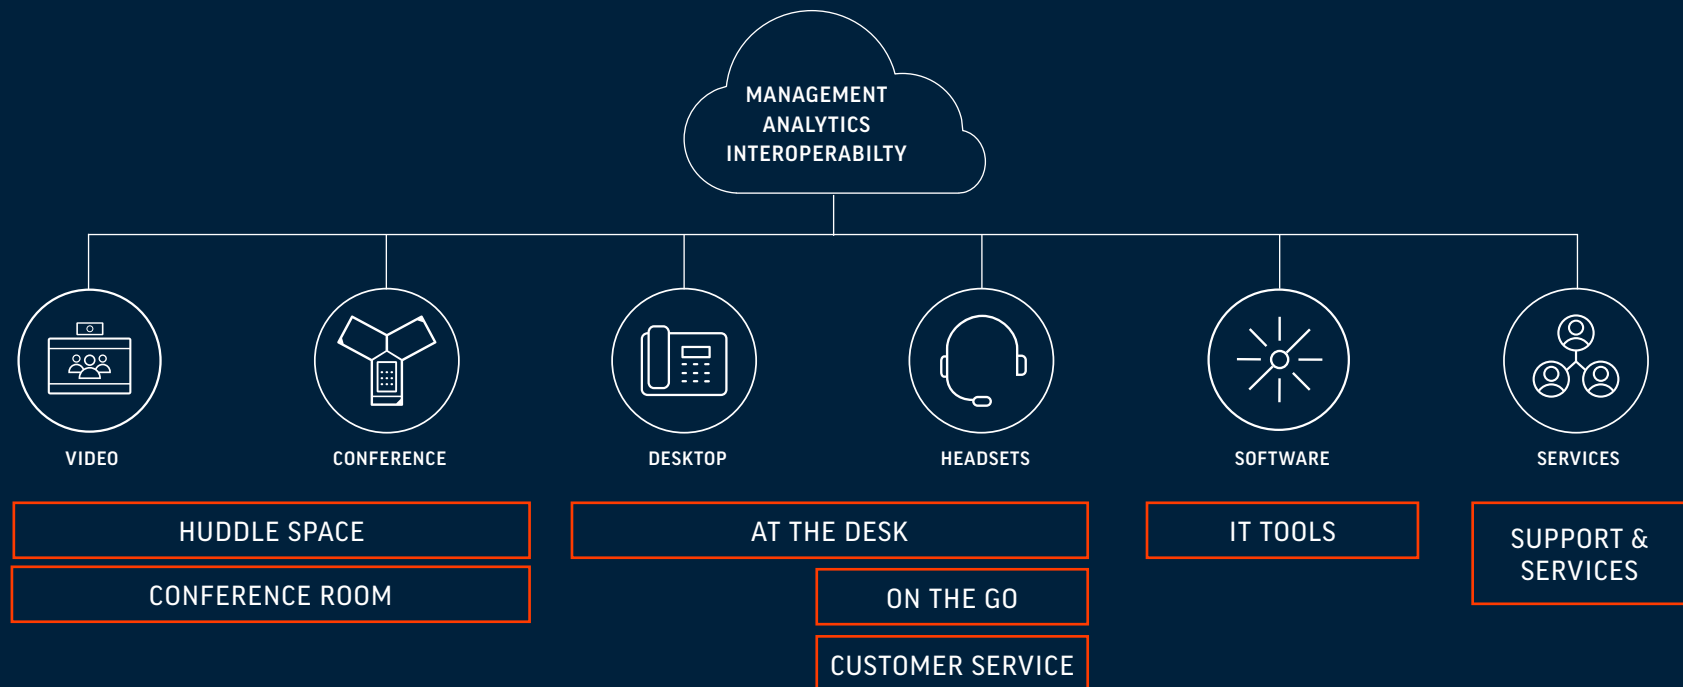 MANAGEMENT
ANALYTICS
INTEROPERABILTY
VIDEO
CONFERENCE
DESKTOP
HEADSETS
SOFTWARE
SERVICES
HUDDLE SPACE
AT THE DESK
IT TOOLS
SUPPORT &
SERVICES
CONFERENCE ROOM
ON THE GO
CUSTOMER SERVICE